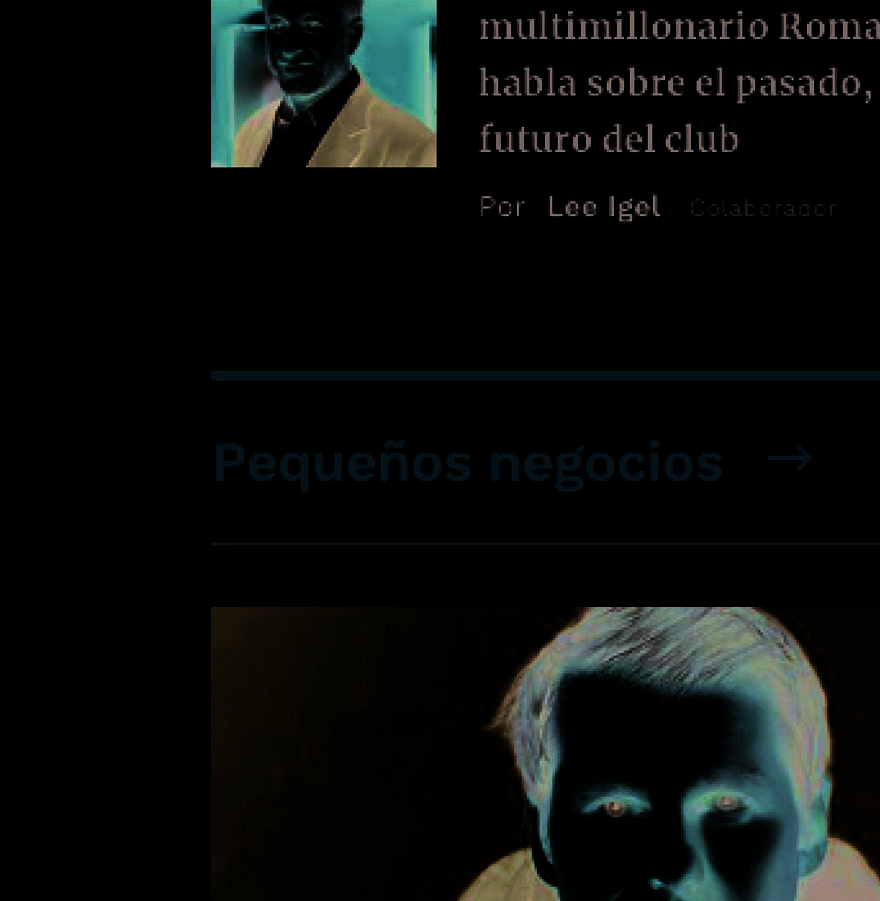 multimillonario Roma
habla sobre el pasado,
futuro del club
Por Lee Igel Colaborador
Pequeños negocios →